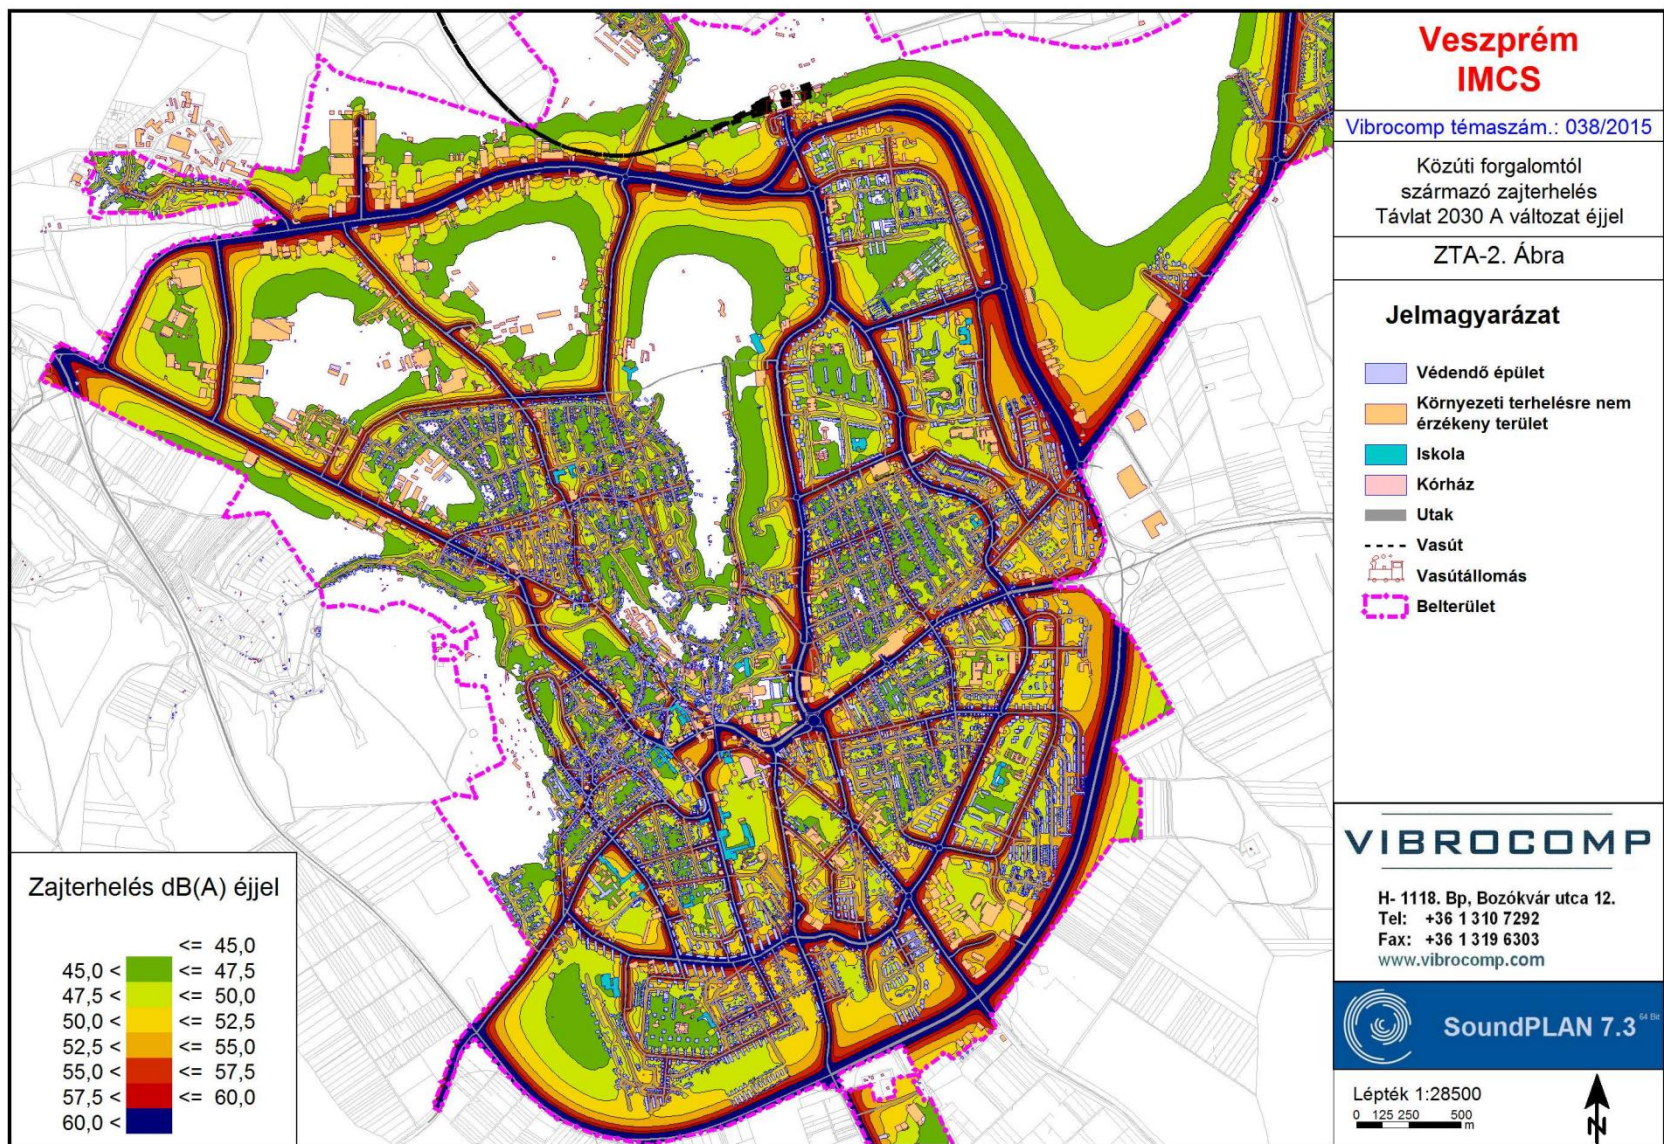 Veszprém
IMCS
Vibrocomp témaszám.: 038/2015
Közúti forgalomtól
származó zajterhelés
Távlat 2030 A változat éjjel
ZTA-2. Ábra
Jelmagyarázat
Védendő épület
Környezeti terhelésre nem
érzékeny terület
Iskola
Kórház
Utak
Vasút
Vasútállomás
Belterület
VIBROCOMP
H- 1118. Bp, Bozókvár utca 12.
Tel: +36 1 310 7292
Fax: +36 1 319 6303
www.vibrocomp.com
SoundPLAN 7.3 64 Bit
Lépték 1:28500
0 125 250 500
m
N
Zajterhelés dB(A) éjjel
<= 45,0
45,0 < <= 47,5
47,5 < <= 50,0
50,0 < <= 52,5
52,5 < <= 55,0
55,0 < <= 57,5
57,5 < <= 60,0
60,0 <